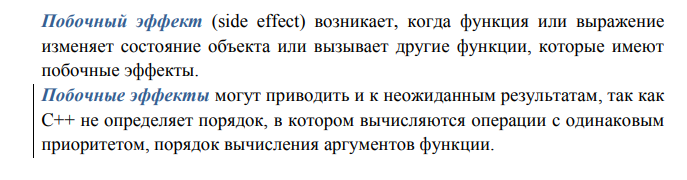 Побочный эффект (side effect) возникает, когда функция или выражение
изменяет состояние объекта или вызывает другие функции, которые имеют
побочные эффекты.
Побочные эффекты могут приводить и к неожиданным результатам, так как
C++ не определяет порядок, в котором вычисляются операции с одинаковым
приоритетом, порядок вычисления аргументов функции.